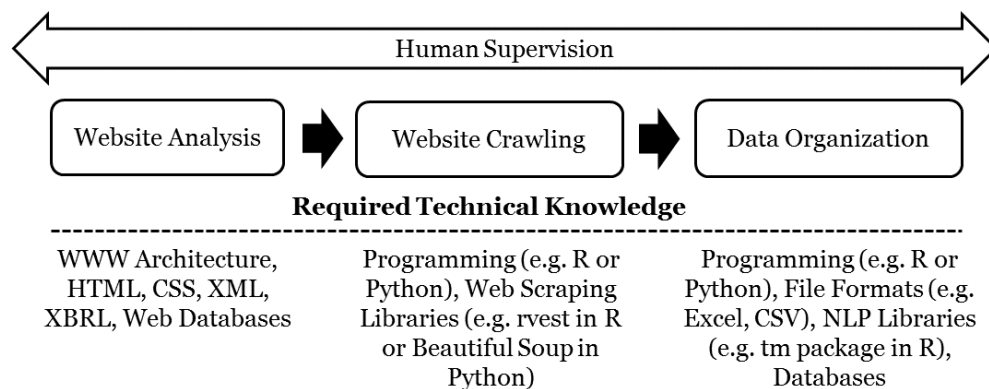 Human Supervision
Website Analysis
Website Crawling
Data Organization
Required Technical Knowledge
WWW Architecture,
HTML, CSS, XML,
XBRL, Web Databases
Programming (e.g. R or
Python), Web Scraping
Libraries (e.g. rvest in R
or Beautiful Soup in
Python)
Programming (e.g. R or
Python), File Formats (e.g.
Excel, CSV), NLP Libraries
(e.g. tm package in R),
Databases